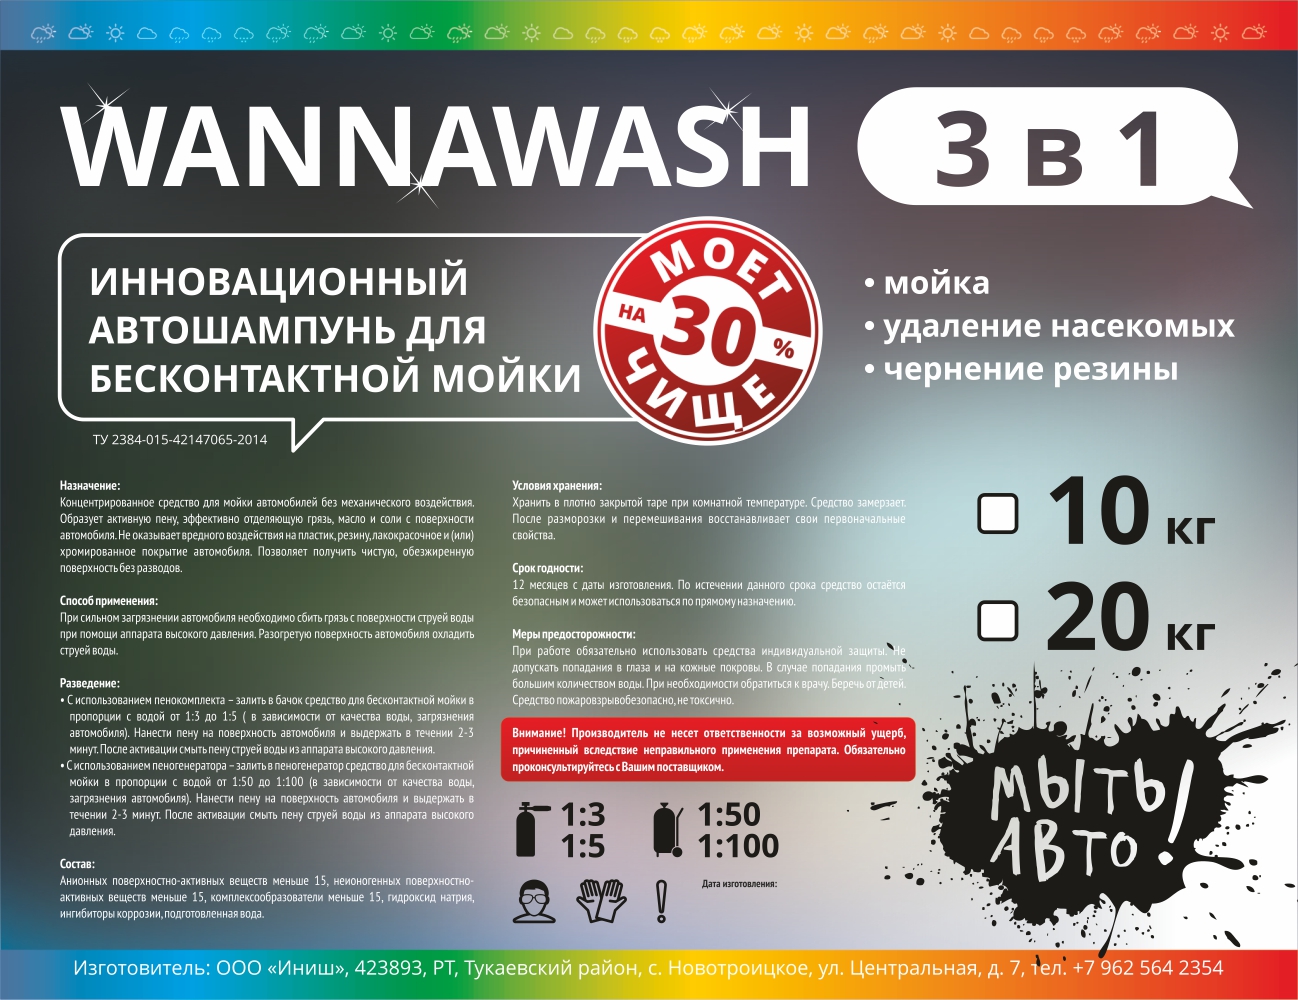 WANNAWASH
3 в 1
ИННОВАЦИОННЫЙ
АВТОШАМПУНЬ ДЛЯ
БЕСКОНТАКТНОЙ МОЙКИ
МОЕТ
НА 30 %
ЧИЩЕ
• мойка
• удаление насекомых
• чернение резины
ТУ 2384-015-42147065-2014
Назначение:
Концентрированное средство для мойки автомобилей без механического воздействия.
Образует активную пену, эффективно отделяющую грязь, масло и соли с поверхности
автомобиля. Не оказывает вредного воздействия на пластик, резину, лакокрасочное и (или)
хромированное покрытие автомобиля. Позволяет получить чистую, обезжиренную
поверхность без разводов.
Способ применения:
При сильном загрязнении автомобиля необходимо сбить грязь с поверхности струей воды
при помощи аппарата высокого давления. Разогретую поверхность автомобиля охладить
струей воды.
Разведение:
• С использованием пенокомплекта – залить в бачок средство для бесконтактной мойки в
пропорции с водой от 1:3 до 1:5 ( в зависимости от качества воды, загрязнения
автомобиля). Нанести пену на поверхность автомобиля и выдержать в течении 2-3
минут. После активации смыть пену струей воды из аппарата высокого давления.
• С использованием пеногенератора – залить в пеногенератор средство для бесконтактной
мойки в пропорции с водой от 1:50 до 1:100 (в зависимости от качества воды,
загрязнения автомобиля). Нанести пену на поверхность автомобиля и выдержать в
течении 2-3 минут. После активации смыть пену струей воды из аппарата высокого
давления.
Состав:
Анионных поверхностно-активных веществ меньше 15, неионогенных поверхностно-
активных веществ меньше 15, комплексообразователи меньше 15, гидроксид натрия,
ингибиторы коррозии, подготовленная вода.
Условия хранения:
Хранить в плотно закрытой таре при комнатной температуре. Средство замерзает.
После разморозки и перемешивания восстанавливает свои первоначальные
свойства.
Срок годности:
12 месяцев с даты изготовления. По истечении данного срока средство остаётся
безопасным и может использоваться по прямому назначению.
Меры предосторожности:
При работе обязательно использовать средства индивидуальной защиты. Не
допускать попадания в глаза и на кожные покровы. В случае попадания промыть
большим количеством воды. При необходимости обратиться к врачу. Беречь от детей.
Средство пожаровзрывобезопасно, не токсично.
Внимание! Производитель не несет ответственности за возможный ущерб,
причиненный вследствие неправильного применения препарата. Обязательно
проконсультируйтесь с Вашим поставщиком.
1:3
1:5
1:50
1:100
Дата изготовления:
10 кг
20 кг
МЫТЬ
АВТО!
Изготовитель: ООО «Иниш», 423893, РТ, Тукаевский район, с. Новотроицкое, ул. Центральная, д. 7, тел. +7 962 564 2354